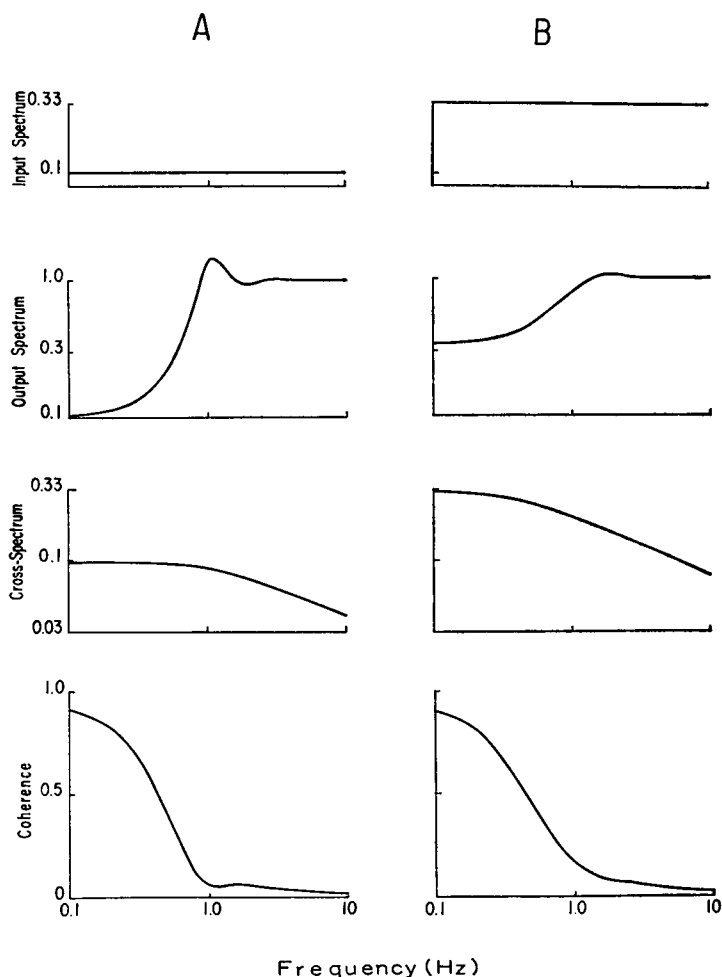 A
B
Input Spectrum
0.33
0.1
Output Spectrum
1.0
0.3
0.1
Cross-Spectrum
0.33
0.1
0.03
Coherence
1.0
0.5
0
0.1
1.0
10
0.1
1.0
10
Frequency (Hz)